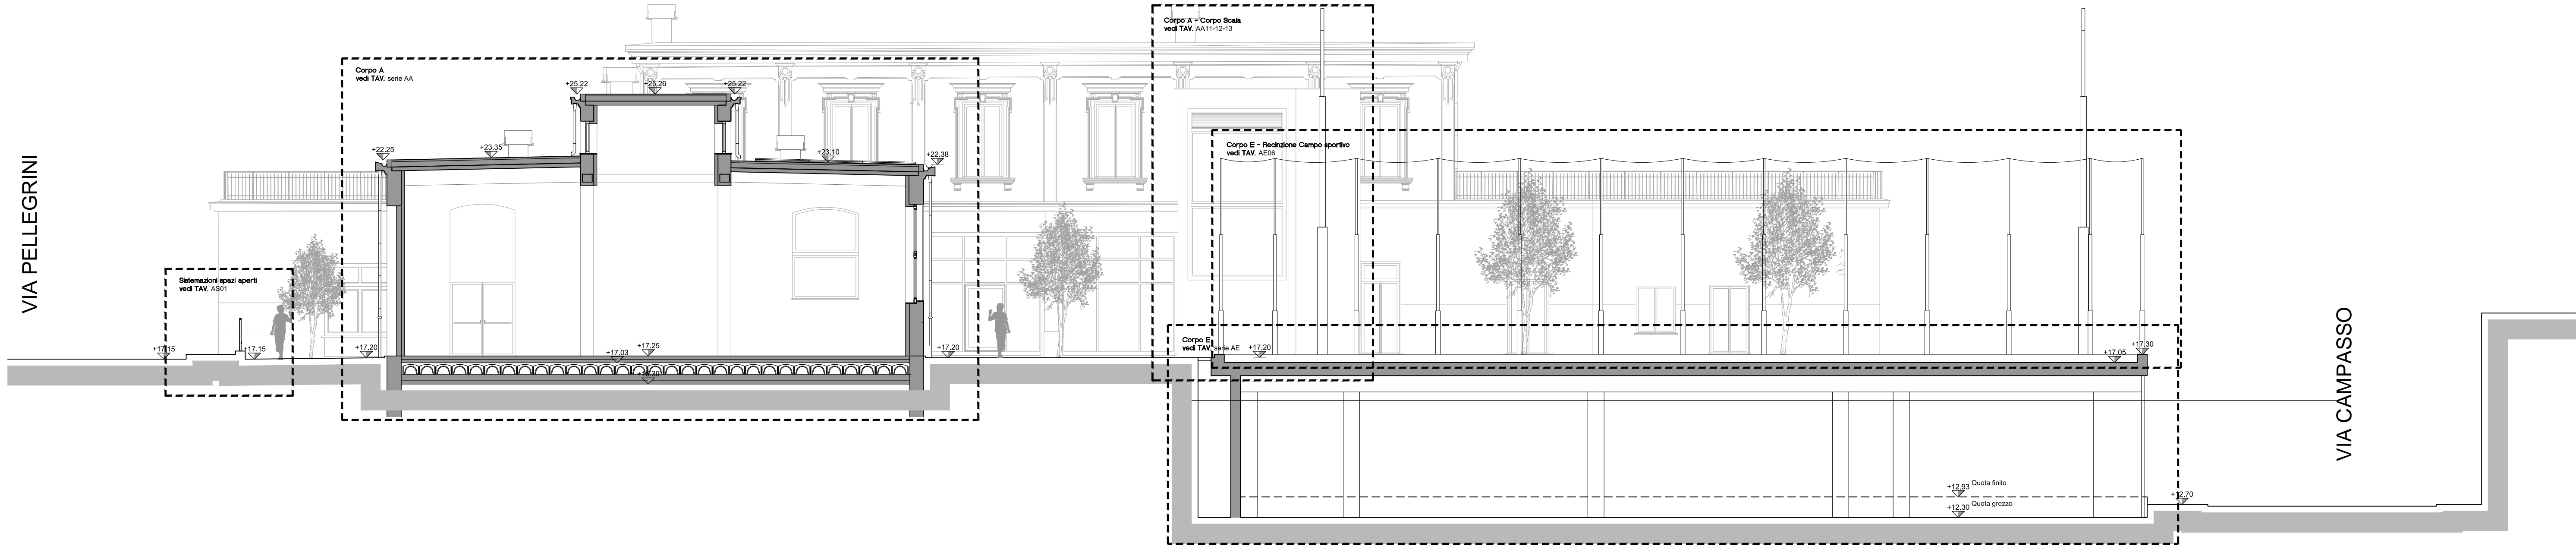 VIA PELLEGRINI
Sistemazioni spazi aperti
vedi TAV. AS01
+17.15
+17.15
Corpo A
vedi TAV. serie AA
+25.22
+25.26
+25.22
+22.25
+23.35
+23.10
+22.38
+17.20
+17.03
+17.25
+17.20
Corpo A - Corpo Scala
vedi TAV. AA11-12-13
Corpo E - Recinzione Campo sportivo
vedi TAV. AE06
Corpo E
vedi TAV. serie AE
+17.20
+17.05
+17.30
+12.93 Quota finito
Quota grezzo
+12.30
+12.70
VIA CAMPASSO